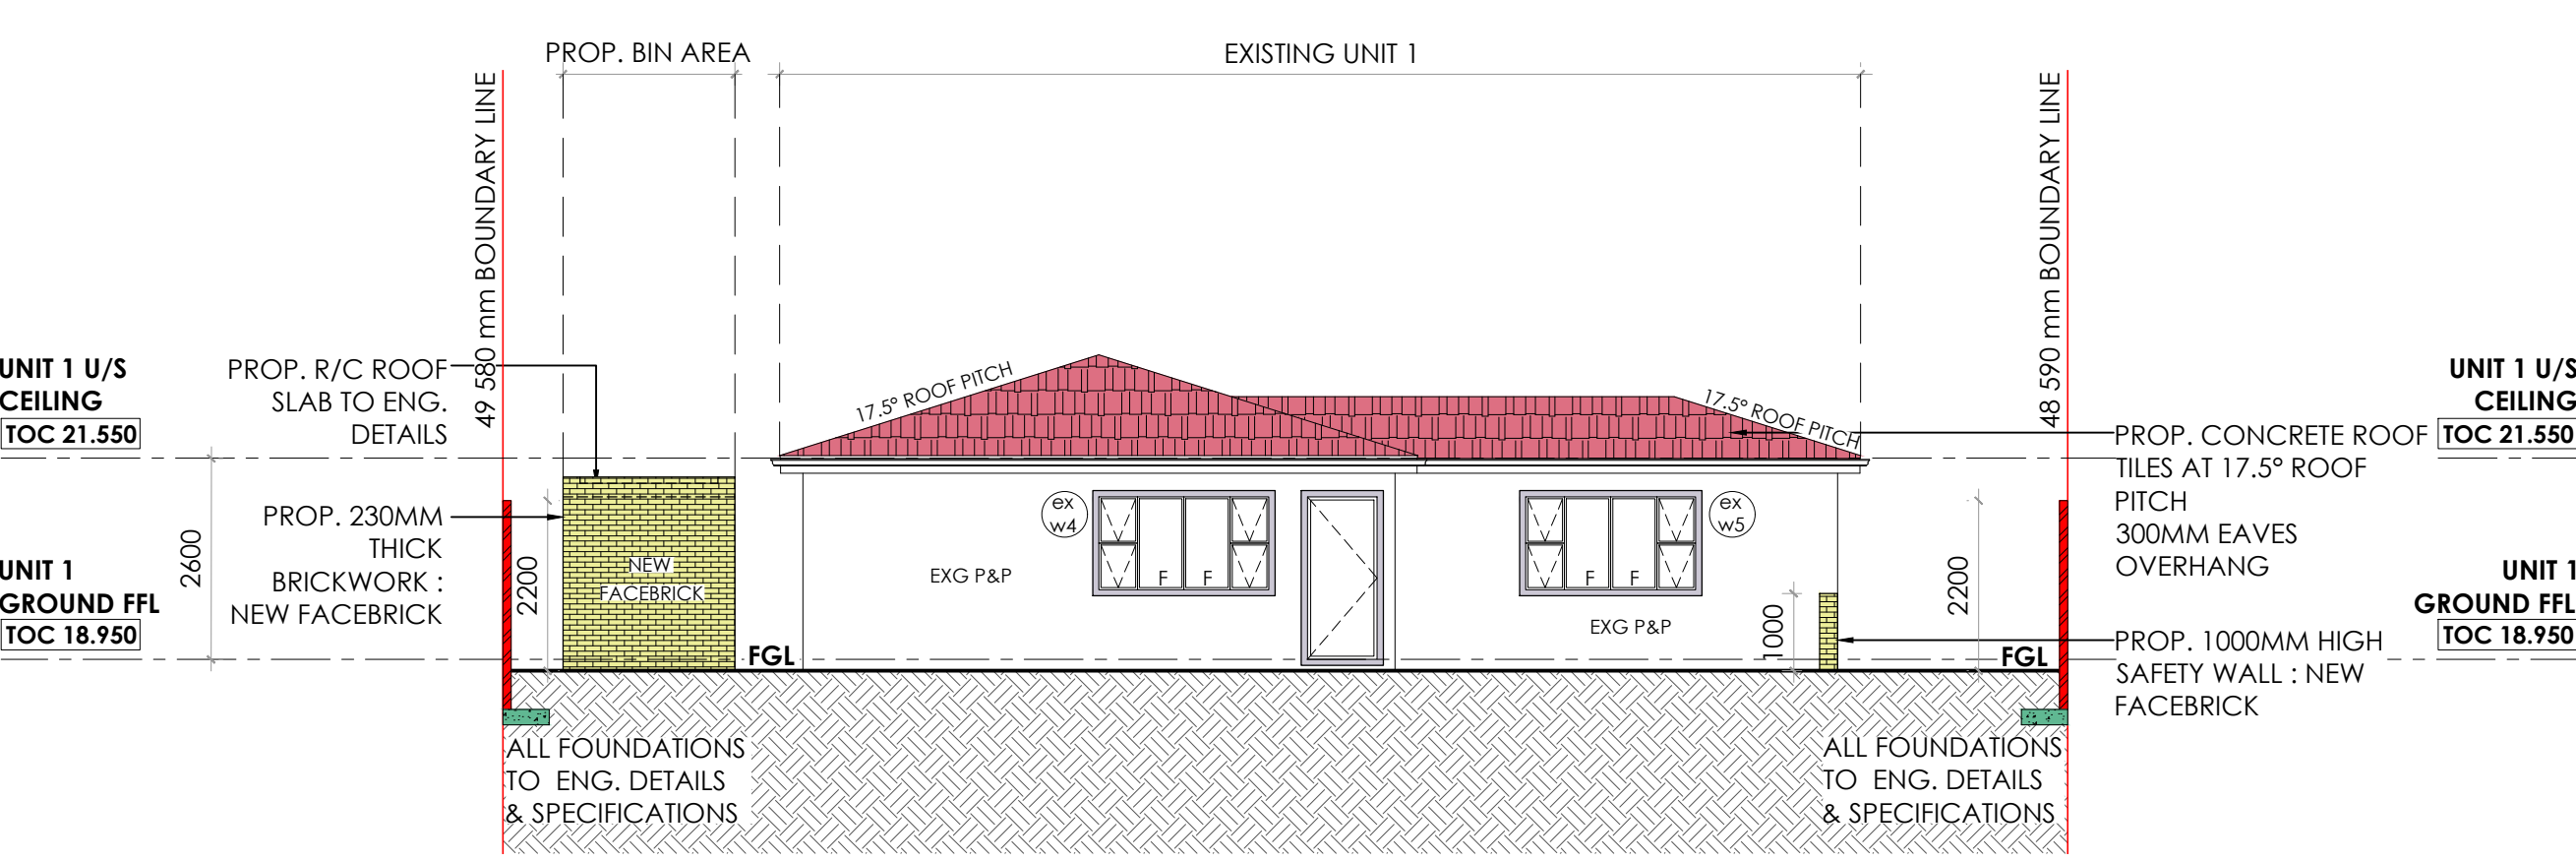 PROP. BIN AREA
EXISTING UNIT 1
49 580 mm BOUNDARY LINE
48 590 mm BOUNDARY LINE
UNIT 1 U/S
CEILING
TOC 21.550
PROP. R/C ROOF
SLAB TO ENG.
DETAILS
17.5° ROOF PITCH
17.5° ROOF PITCH
UNIT 1 U/S
CEILING
TOC 21.550
PROP. CONCRETE ROOF
TILES AT 17.5° ROOF
PITCH
300MM EAVES
OVERHANG
2600
PROP. 230MM
THICK
BRICKWORK :
NEW FACEBRICK
2200
NEW
FACEBRICK
EXG P&P
ex
w4
F F
F F
ex
w5
EXG P&P
1000
2200
UNIT 1
GROUND FFL
TOC 18.950
UNIT 1
GROUND FFL
TOC 18.950
FGL
FGL
PROP. 1000MM HIGH
SAFETY WALL : NEW
FACEBRICK
ALL FOUNDATIONS
TO ENG. DETAILS
& SPECIFICATIONS
ALL FOUNDATIONS
TO ENG. DETAILS
& SPECIFICATIONS